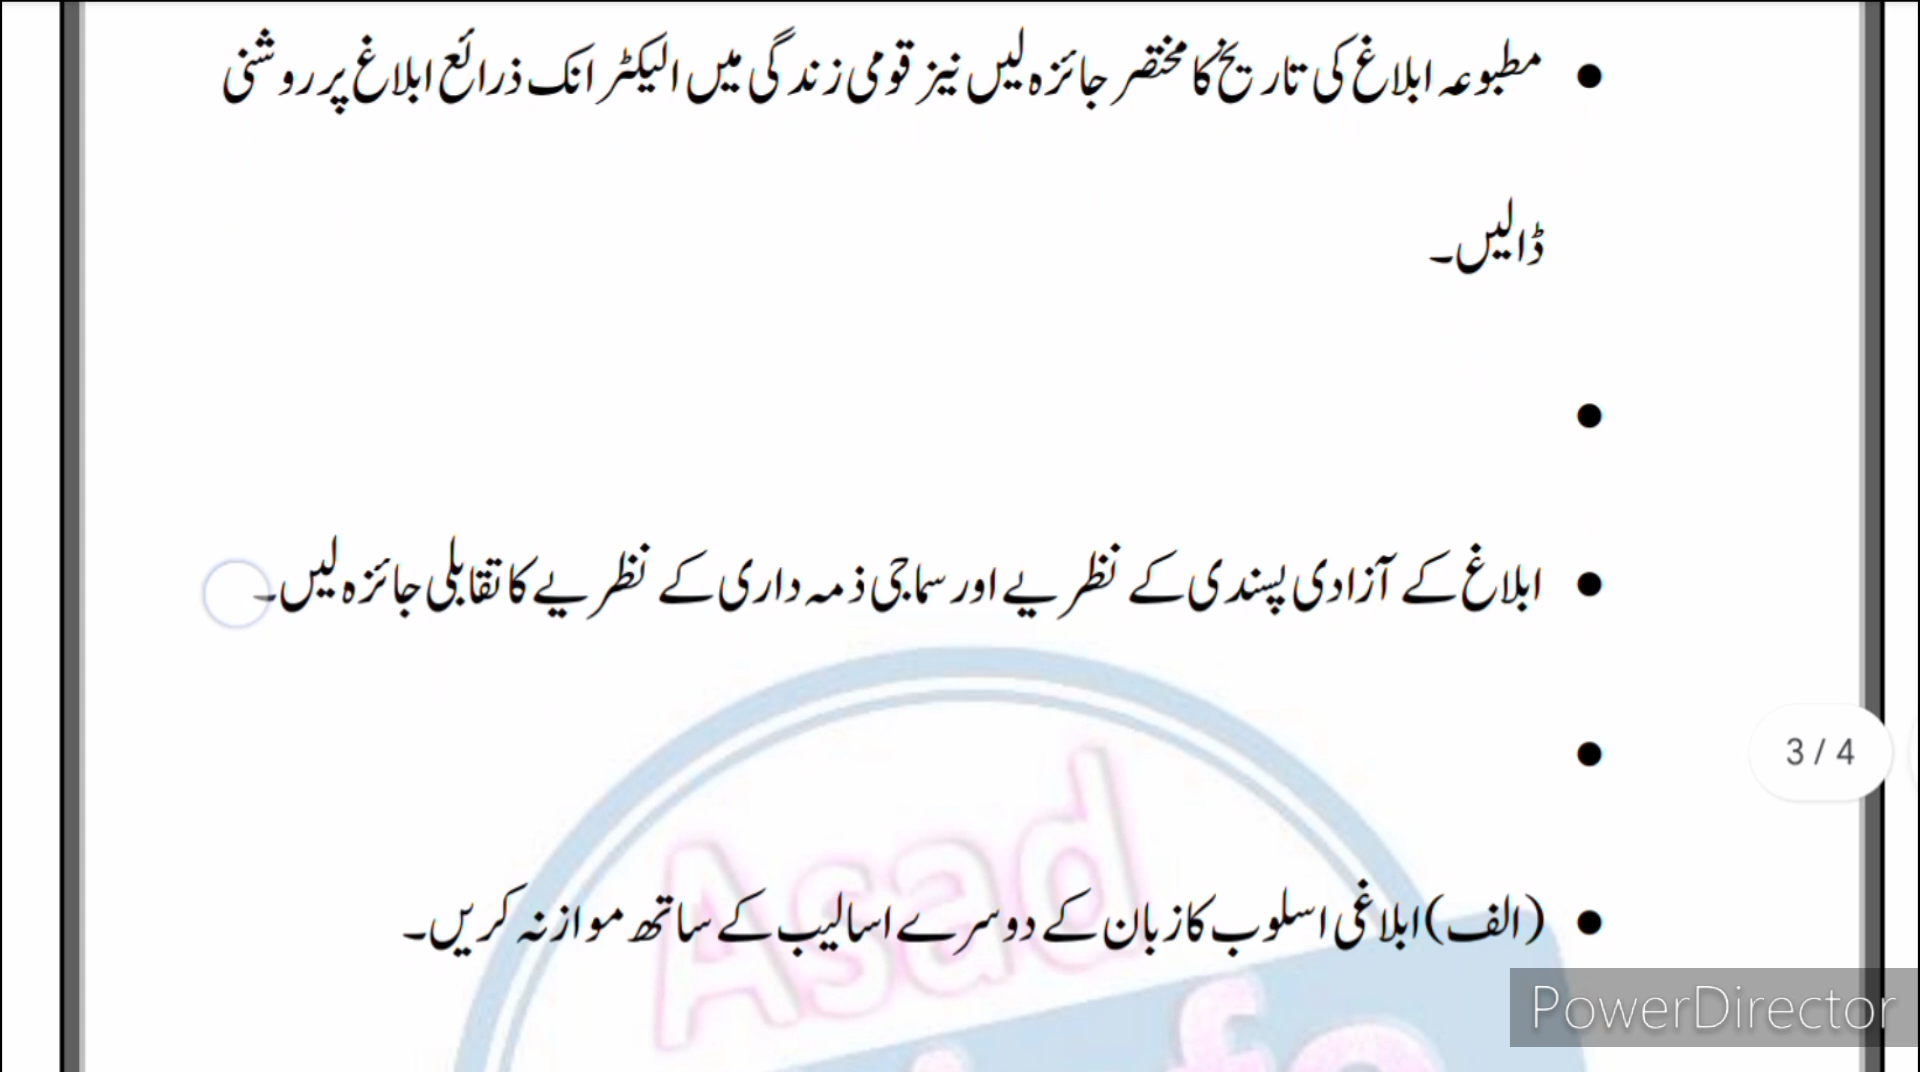 ● مطبوعہ ابلاغ کی تاریخ کا مختصر جائزہ لیں نیز قومی زندگی میں الیکٹرانک ذرائع ابلاغ پر روشنی
ڈالیں۔
●
● ابلاغ کے آزادی پسندی کے نظریے اور سماجی ذمہ داری کے نظریے کا تقابلی جائزہ لیں۔
3 / 4
●
Asad
● (الف) ابلاغی اسلوب کا زبان کے دوسرے اسالیب کے ساتھ موازنہ کریں۔
PowerDirector